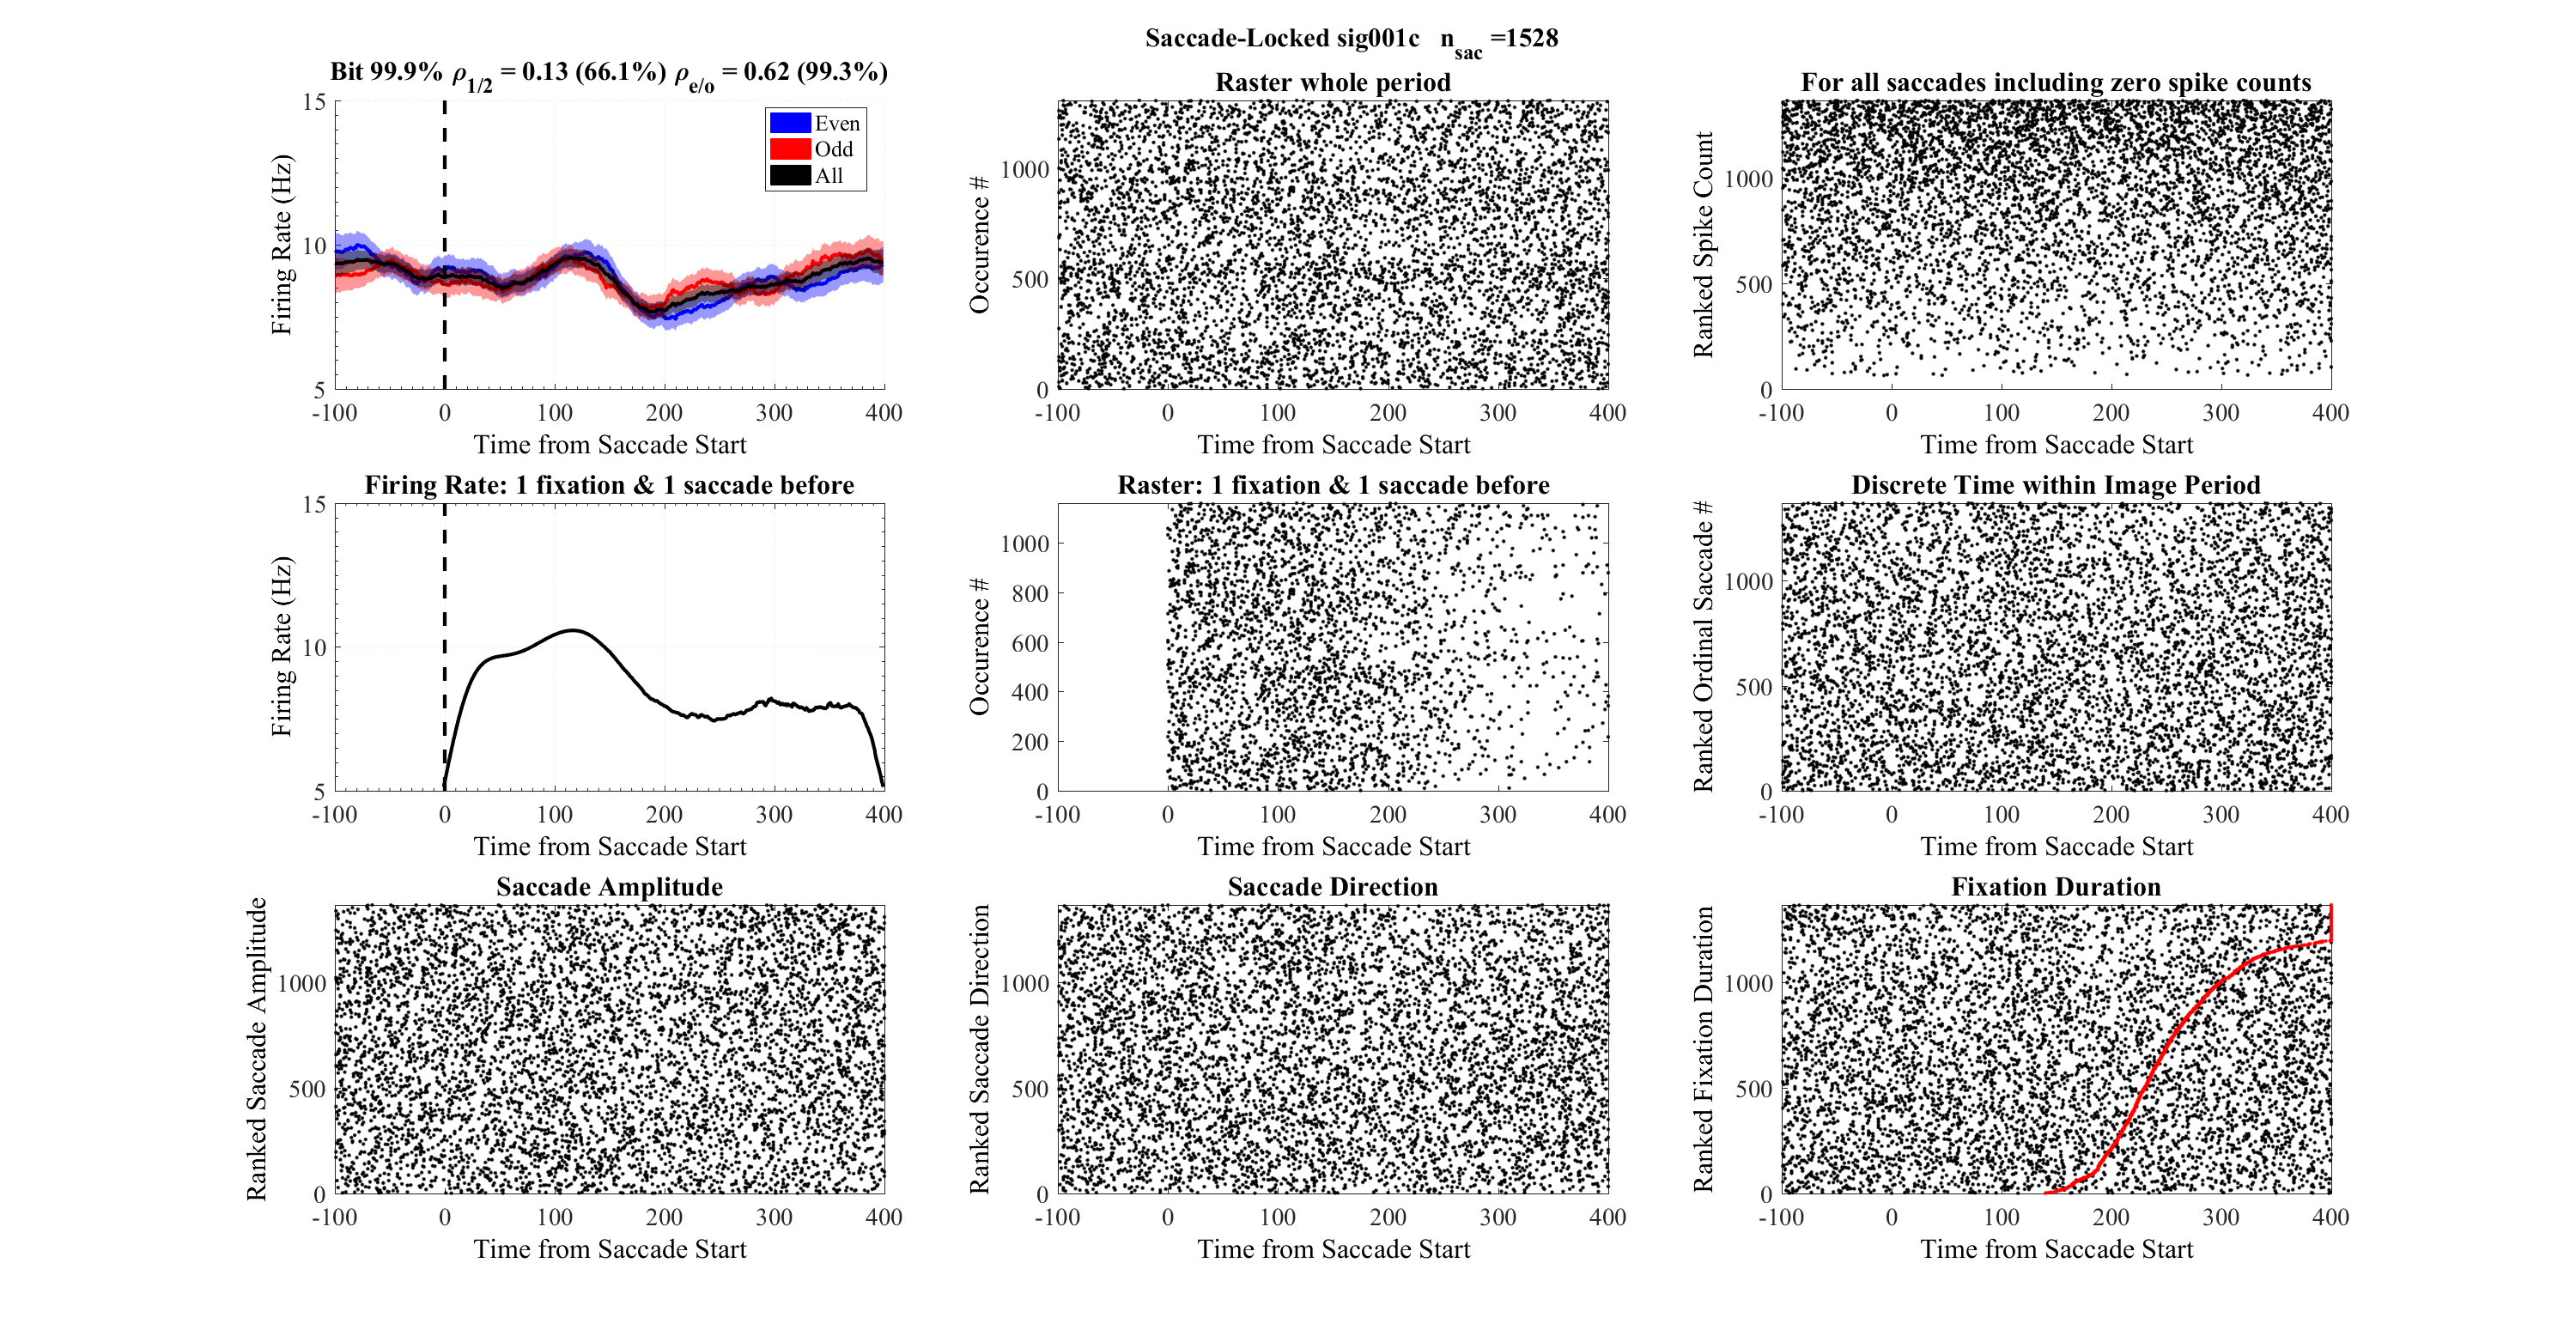 Saccade-Locked sig001c n_sac =1528
Bit 99.9% ρ_1/2 = 0.13 (66.1%) ρ_e/o = 0.62 (99.3%)
15
10
5
Firing Rate (Hz)
Even
Odd
All
-100 0 100 200 300 400
Time from Saccade Start
Raster whole period
1000
500
0
Occurence #
-100 0 100 200 300 400
Time from Saccade Start
For all saccades including zero spike counts
1000
500
0
Ranked Spike Count
-100 0 100 200 300 400
Time from Saccade Start
Firing Rate: 1 fixation & 1 saccade before
15
10
5
Firing Rate (Hz)
-100 0 100 200 300 400
Time from Saccade Start
Raster: 1 fixation & 1 saccade before
1000
800
600
400
200
0
Occurence #
-100 0 100 200 300 400
Time from Saccade Start
Discrete Time within Image Period
1000
500
0
Ranked Ordinal Saccade #
-100 0 100 200 300 400
Time from Saccade Start
Saccade Amplitude
1000
500
0
Ranked Saccade Amplitude
-100 0 100 200 300 400
Time from Saccade Start
Saccade Direction
1000
500
0
Ranked Saccade Direction
-100 0 100 200 300 400
Time from Saccade Start
Fixation Duration
1000
500
0
Ranked Fixation Duration
-100 0 100 200 300 400
Time from Saccade Start